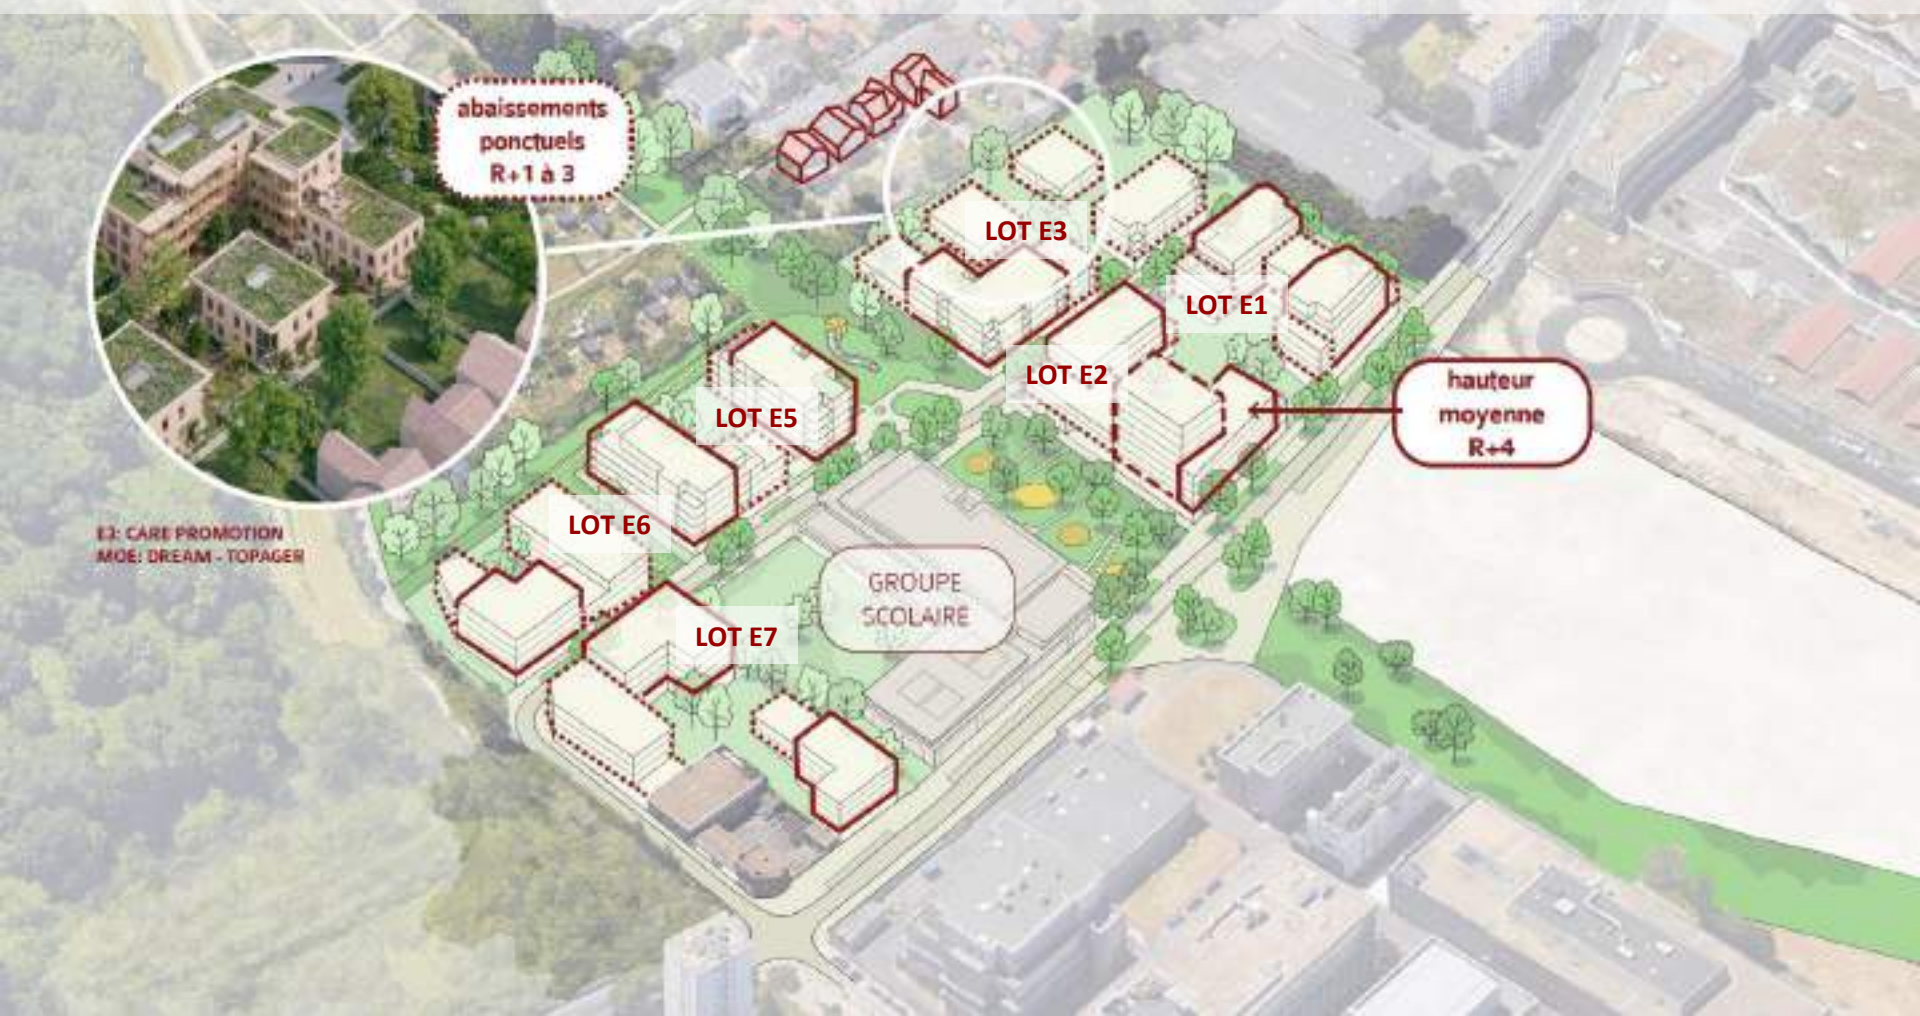 abaissements
ponctuels
R+1 à 3
LOT E3
LOT E1
LOT E2
hauteur
moyenne
R+4
LOT E5
LOT E6
E3: CARE PROMOTION
MOE: DREAM - TOPAGER
GROUPE
SCOLAIRE
LOT E7